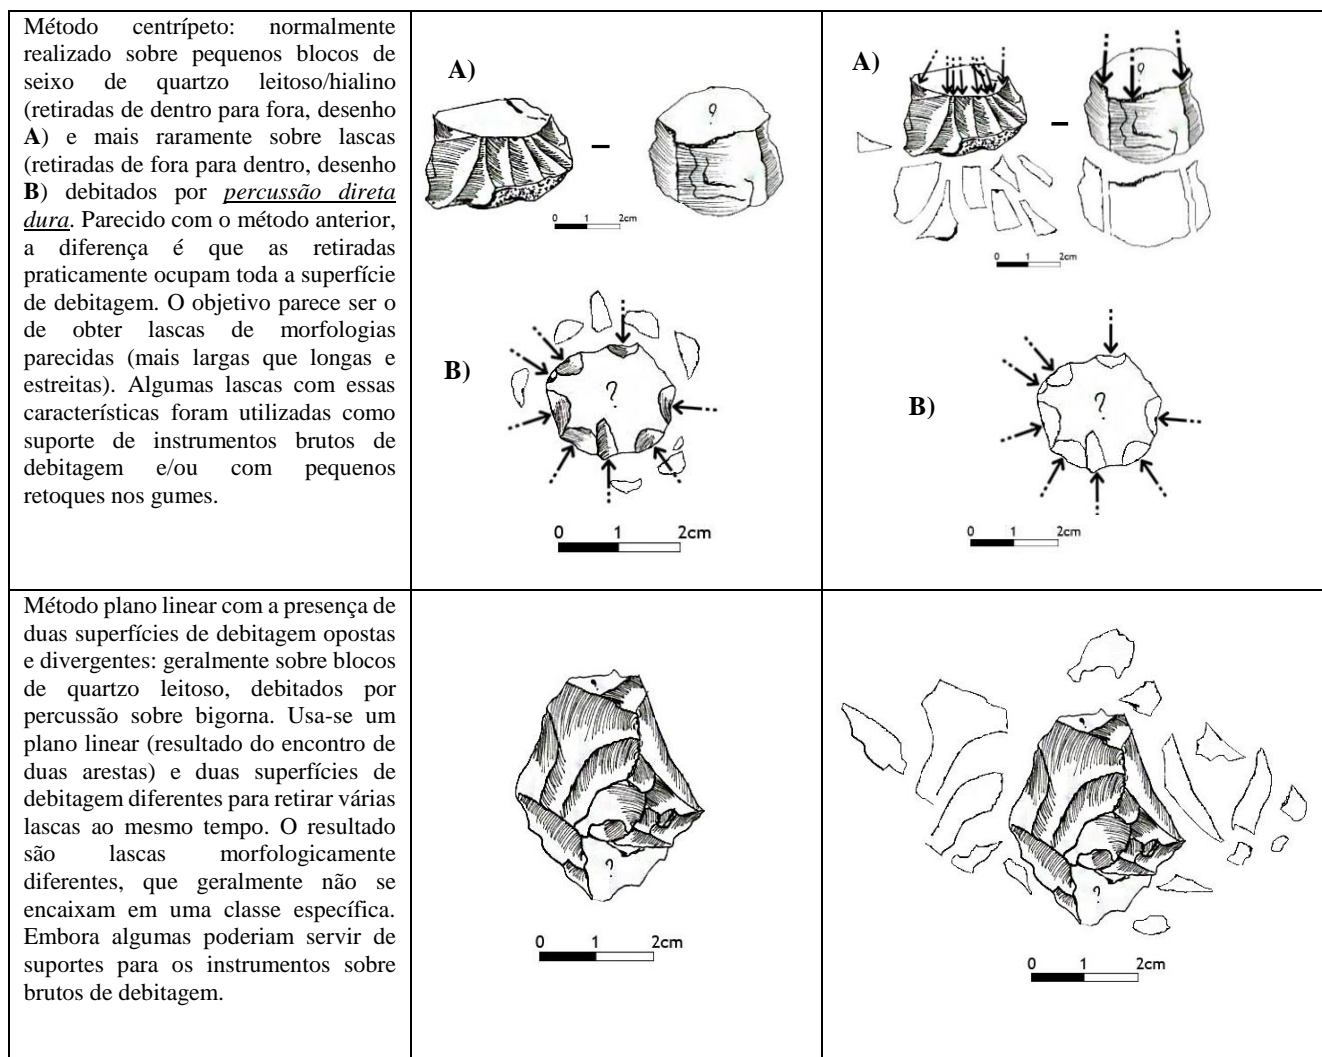 Método centrípeto: normalmente
realizado sobre pequenos blocos de
seixo de quartzo leitoso/hialino
(retiradas de dentro para fora, desenho
A) e mais raramente sobre lascas
(retiradas de fora para dentro, desenho
B) debitados por percussão direta
dura. Parecido com o método anterior,
a diferença é que as retiradas
praticamente ocupam toda a superfície
de debitagem. O objetivo parece ser o
de obter lascas de morfologias
parecidas (mais largas que longas e
estreitas). Algumas lascas com essas
características foram utilizadas como
suporte de instrumentos brutos de
debitagem e/ou com pequenos
retoques nos gumes.
A)
?
0 1 2cm
B)
?
0 1 2cm
A)
?
0 1 2cm
B)
?
0 1 2cm
Método plano linear com a presença de
duas superfícies de debitagem opostas
e divergentes: geralmente sobre blocos
de quartzo leitoso, debitados por
percussão sobre bigorna. Usa-se um
plano linear (resultado do encontro de
duas arestas) e duas superfícies de
debitagem diferentes para retirar várias
lascas ao mesmo tempo. O resultado
são lascas morfologicamente
diferentes, que geralmente não se
encaixam em uma classe específica.
Embora algumas poderiam servir de
suportes para os instrumentos sobre
brutos de debitagem.
?
?
0 1 2cm
?
?
0 1 2cm